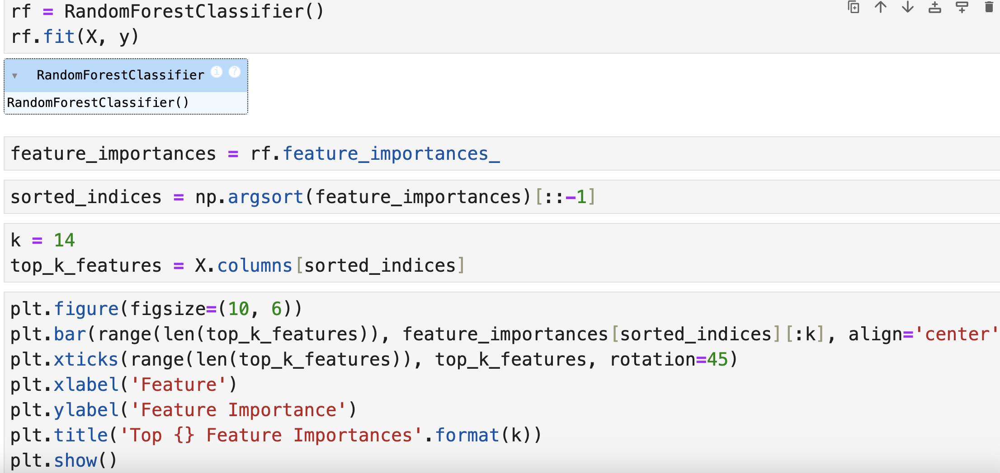 rf = RandomForestClassifier()
rf.fit(X, y)
▾ RandomForestClassifier i ?
RandomForestClassifier()
feature_importances = rf.feature_importances_
sorted_indices = np.argsort(feature_importances)[::-1]
k = 14
top_k_features = X.columns[sorted_indices]
plt.figure(figsize=(10, 6))
plt.bar(range(len(top_k_features)), feature_importances[sorted_indices][:k], align='center'
plt.xticks(range(len(top_k_features)), top_k_features, rotation=45)
plt.xlabel('Feature')
plt.ylabel('Feature Importance')
plt.title('Top {} Feature Importances'.format(k))
plt.show()